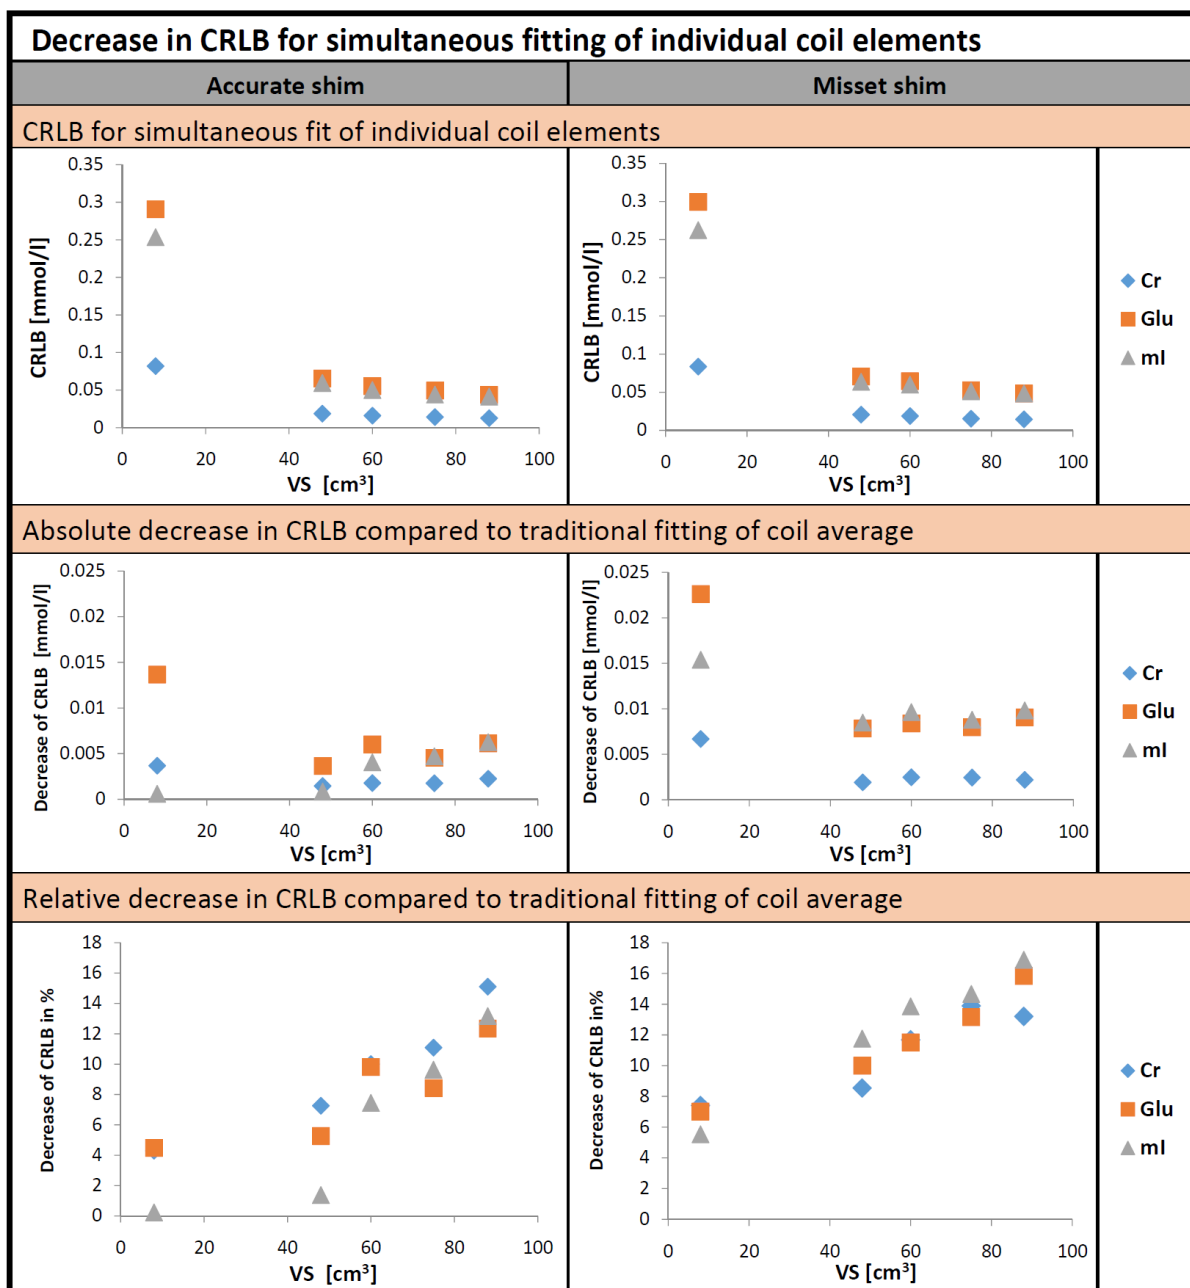 Decrease in CRLB for simultaneous fitting of individual coil elements
Accurate shim
Misset shim
CRLB for simultaneous fit of individual coil elements
0.35
0.3
0.25
0.2
0.15
0.1
0.05
0
CRLB [mmol/l]
0 20 40 60 80 100
VS [cm³]
0.35
0.3
0.25
0.2
0.15
0.1
0.05
0
CRLB [mmol/l]
0 20 40 60 80 100
VS [cm³]
Cr
Glu
mI
Absolute decrease in CRLB compared to traditional fitting of coil average
0.025
0.02
0.015
0.01
0.005
0
Decrease of CRLB [mmol/l]
0 20 40 60 80 100
VS [cm³]
0.025
0.02
0.015
0.01
0.005
0
Decrease of CRLB [mmol/l]
0 20 40 60 80 100
VS [cm³]
Cr
Glu
mI
Relative decrease in CRLB compared to traditional fitting of coil average
18
16
14
12
10
8
6
4
2
0
Decrease of CRLB in %
0 20 40 60 80 100
VS [cm³]
18
16
14
12
10
8
6
4
2
0
Decrease of CRLB in%
0 20 40 60 80 100
VS [cm³]
Cr
Glu
mI